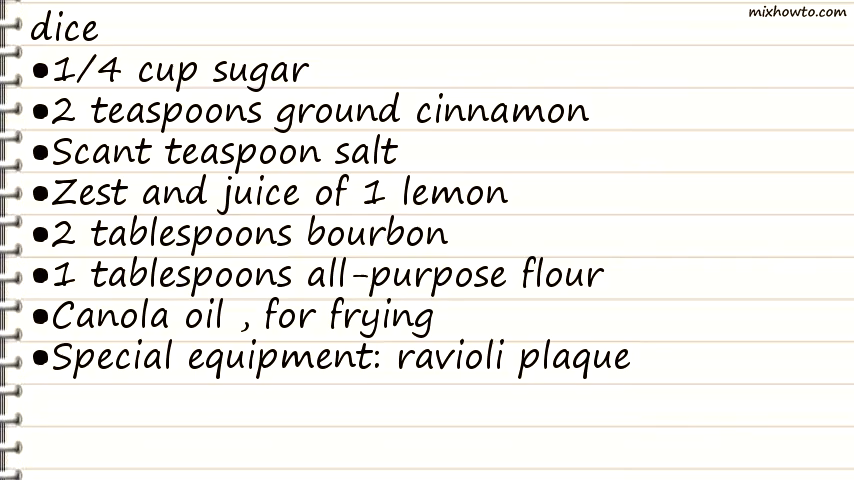 mixhowto.com
dice
•1/4 cup sugar
•2 teaspoons ground cinnamon
•Scant teaspoon salt
•Zest and juice of 1 lemon
•2 tablespoons bourbon
•1 tablespoons all-purpose flour
•Canola oil , for frying
•Special equipment: ravioli plaque